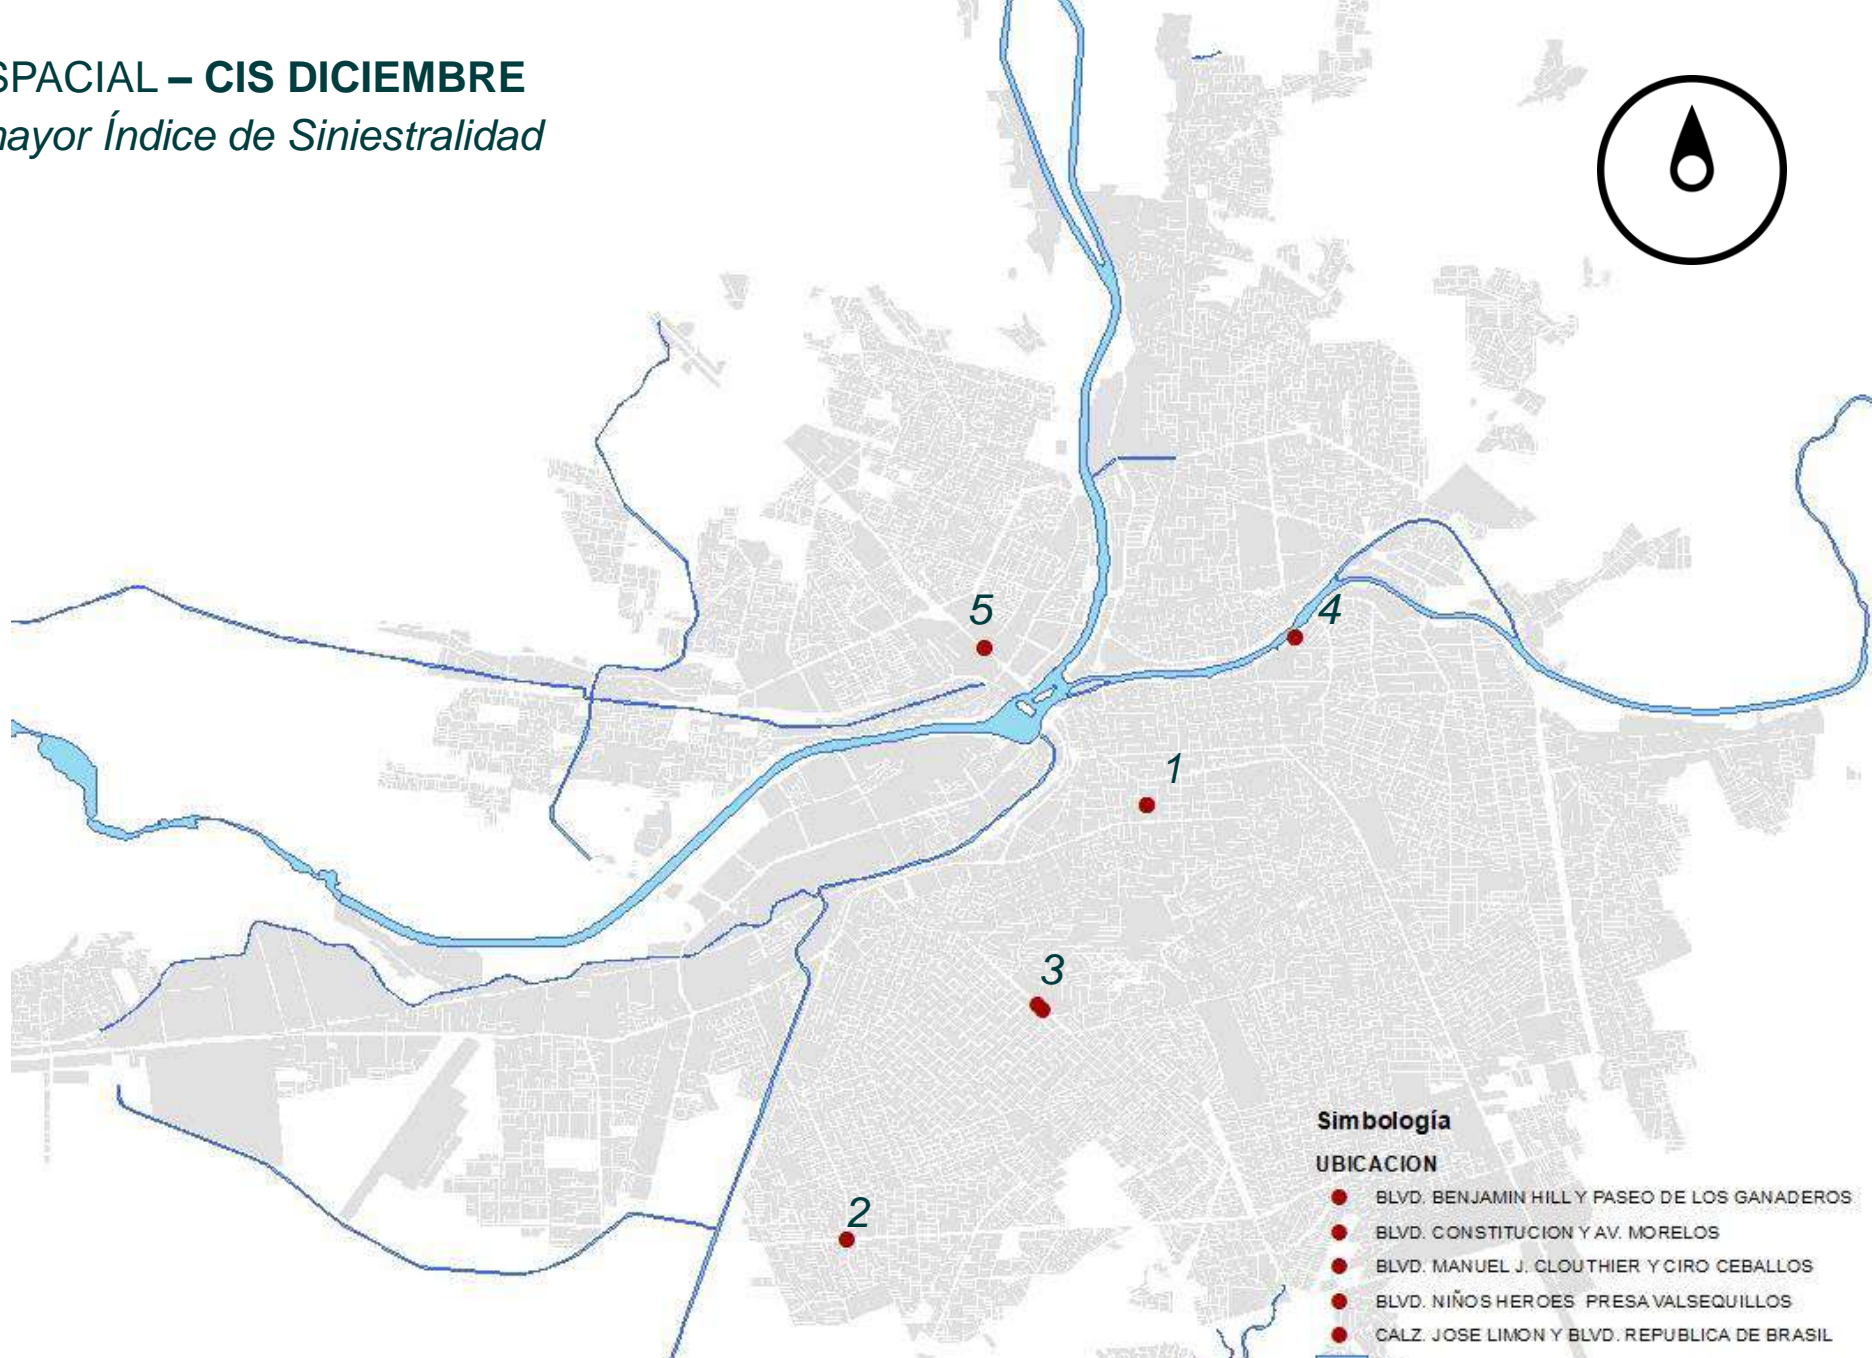 SPACIAL – CIS DICIEMBRE
mayor Índice de Siniestralidad
5
4
1
3
2
Simbología
UBICACION
BLVD. BENJAMIN HILL Y PASEO DE LOS GANADEROS
BLVD. CONSTITUCION Y AV. MORELOS
BLVD. MANUEL J. CLOUTHIER Y CIRO CEBALLOS
BLVD. NIÑOS HEROES PRESA VALSEQUILLOS
CALZ. JOSE LIMON Y BLVD. REPUBLICA DE BRASIL